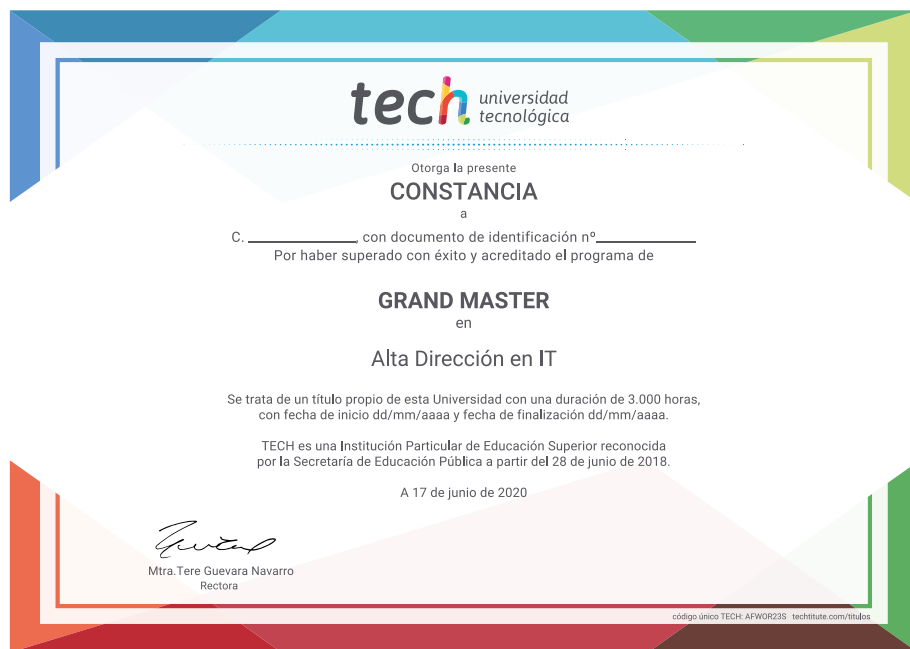 tech universidad
tecnológica
Otorga la presente
CONSTANCIA
a
C. ____________, con documento de identificación nº___________
Por haber superado con éxito y acreditado el programa de
GRAND MASTER
en
Alta Dirección en IT
Se trata de un título propio de esta Universidad con una duración de 3.000 horas,
con fecha de inicio dd/mm/aaaa y fecha de finalización dd/mm/aaaa.
TECH es una Institución Particular de Educación Superior reconocida
por la Secretaría de Educación Pública a partir del 28 de junio de 2018.
A 17 de junio de 2020
Mtra.Tere Guevara Navarro
Rectora
código único TECH: AFWOR23S techtitute.com/titulos